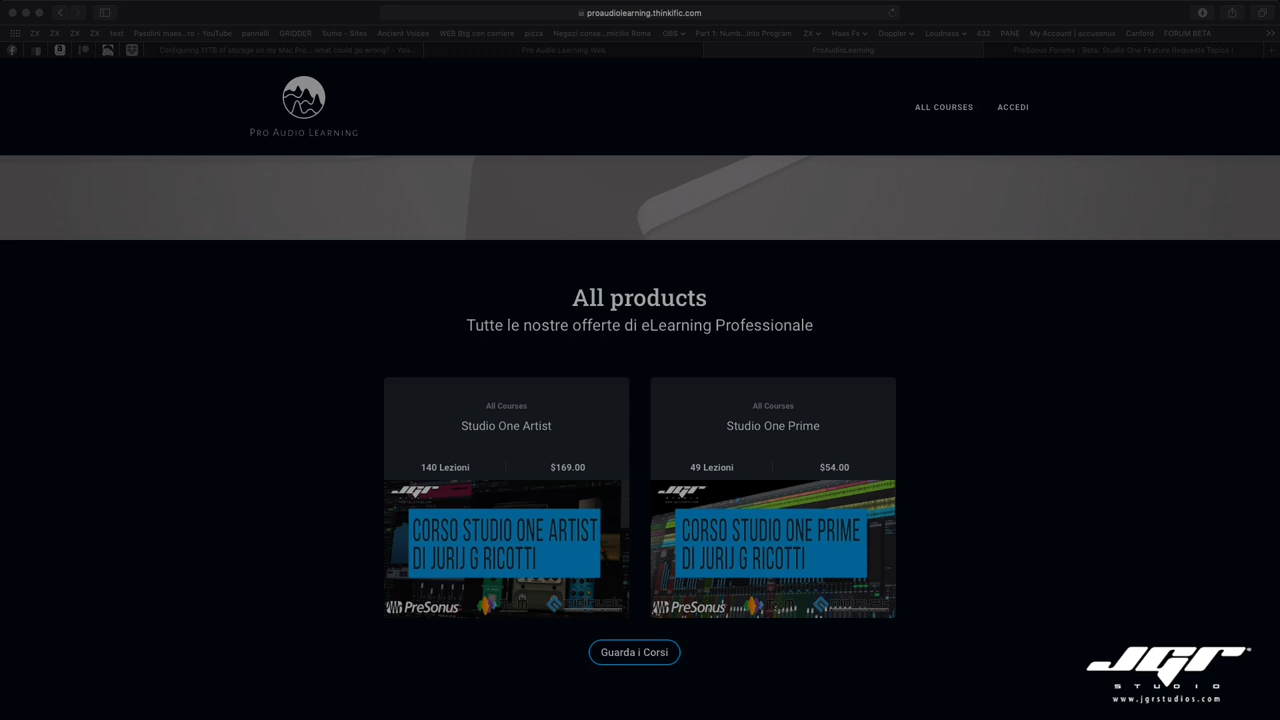 proaudiolearning.thinkific.com
ZX ZX ZX ZX test Pasolini maes...ro - YouTube pannelli GRIDDER Sumo - Sites Ancient Voices WEB Btg con corriere pizza Negozi conse...micilio Roma OBS Part 1: Numb...into Program ZX Haas Fx Doppler Loudness 432 PANE My Account | accusonus Canford FORUM BETA
Configuring 11TB of storage on my Mac Pro... what could go wrong? - You... Pro Audio Learning Web. ProAudioLearning PreSonus Forums | Beta: Studio One Feature Requests Topics |
ALL COURSES ACCEDI
PRO AUDIO LEARNING
All products
Tutte le nostre offerte di eLearning Professionale
All Courses
Studio One Artist
140 Lezioni $169.00
JGR
CORSO STUDIO ONE ARTIST
DI JURIJ G RICOTTI
PreSonus
All Courses
Studio One Prime
49 Lezioni $54.00
JGR
CORSO STUDIO ONE PRIME
DI JURIJ G RICOTTI
PreSonus
Guarda i Corsi
JGR
STUDIO
www.jgrstudios.com